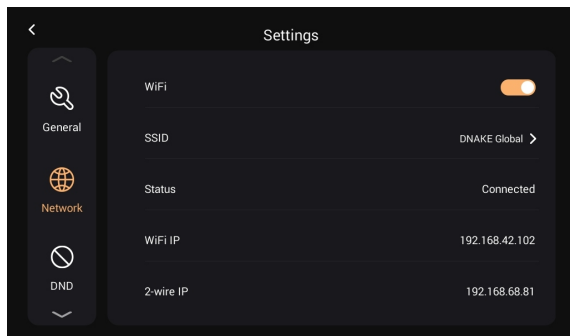 Settings
General
Network
DND
WiFi
SSID
DNAKE Global
Status
Connected
WiFi IP
192.168.42.102
2-wire IP
192.168.68.81